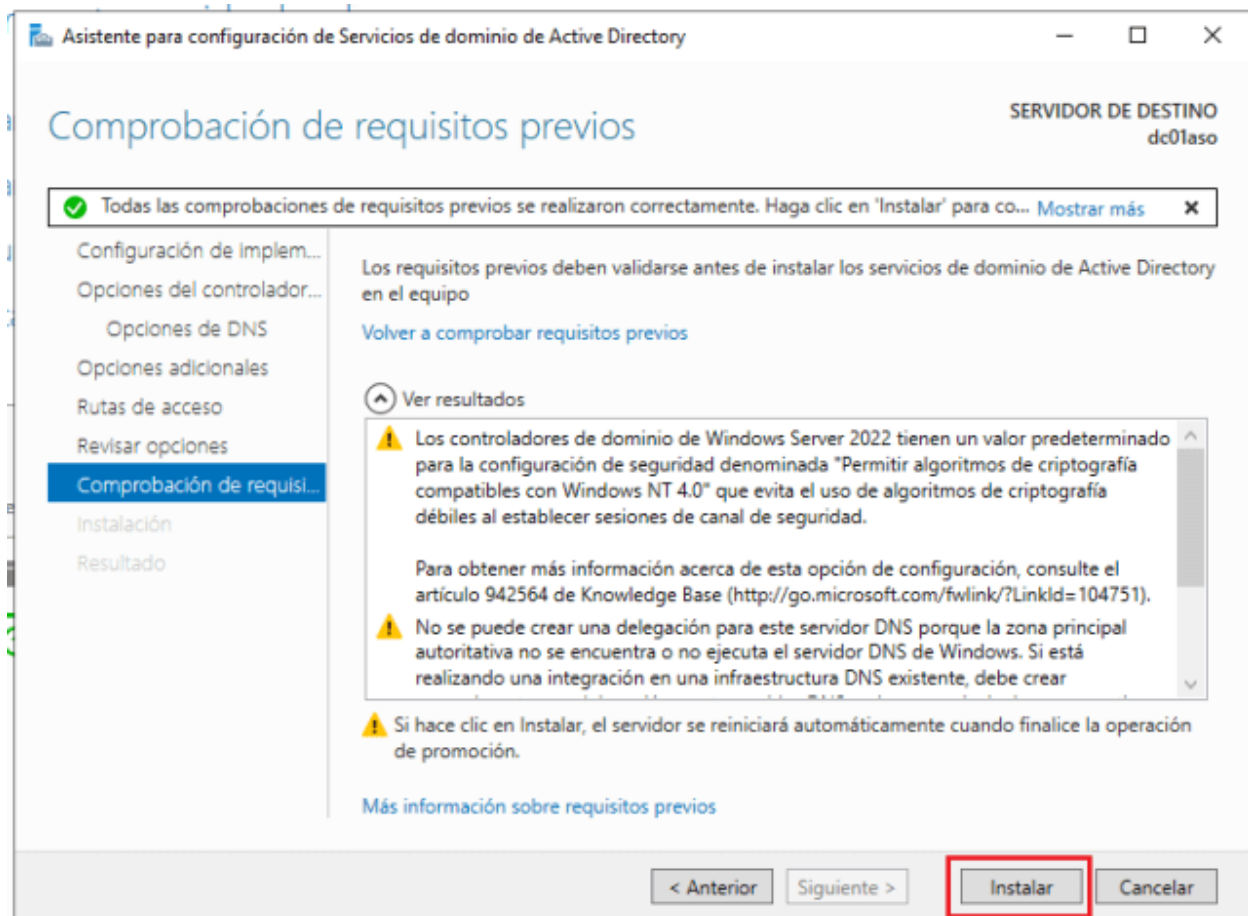 Asistente para configuración de Servicios de dominio de Active Directory
Comprobación de requisitos previos
SERVIDOR DE DESTINO
dc01aso
Todas las comprobaciones de requisitos previos se realizaron correctamente. Haga clic en 'Instalar' para co... Mostrar más
Configuración de implem...
Opciones del controlador...
Opciones de DNS
Opciones adicionales
Rutas de acceso
Revisar opciones
Comprobación de requisi...
Instalación
Resultado
Los requisitos previos deben validarse antes de instalar los servicios de dominio de Active Directory
en el equipo
Volver a comprobar requisitos previos
Ver resultados
Los controladores de dominio de Windows Server 2022 tienen un valor predeterminado
para la configuración de seguridad denominada "Permitir algoritmos de criptografía
compatibles con Windows NT 4.0" que evita el uso de algoritmos de criptografía
débiles al establecer sesiones de canal de seguridad.
Para obtener más información acerca de esta opción de configuración, consulte el
artículo 942564 de Knowledge Base (http://go.microsoft.com/fwlink/?LinkId=104751).
No se puede crear una delegación para este servidor DNS porque la zona principal
autoritativa no se encuentra o no ejecuta el servidor DNS de Windows. Si está
realizando una integración en una infraestructura DNS existente, debe crear
Si hace clic en Instalar, el servidor se reiniciará automáticamente cuando finalice la operación
de promoción.
Más información sobre requisitos previos
< Anterior
Siguiente >
Instalar
Cancelar